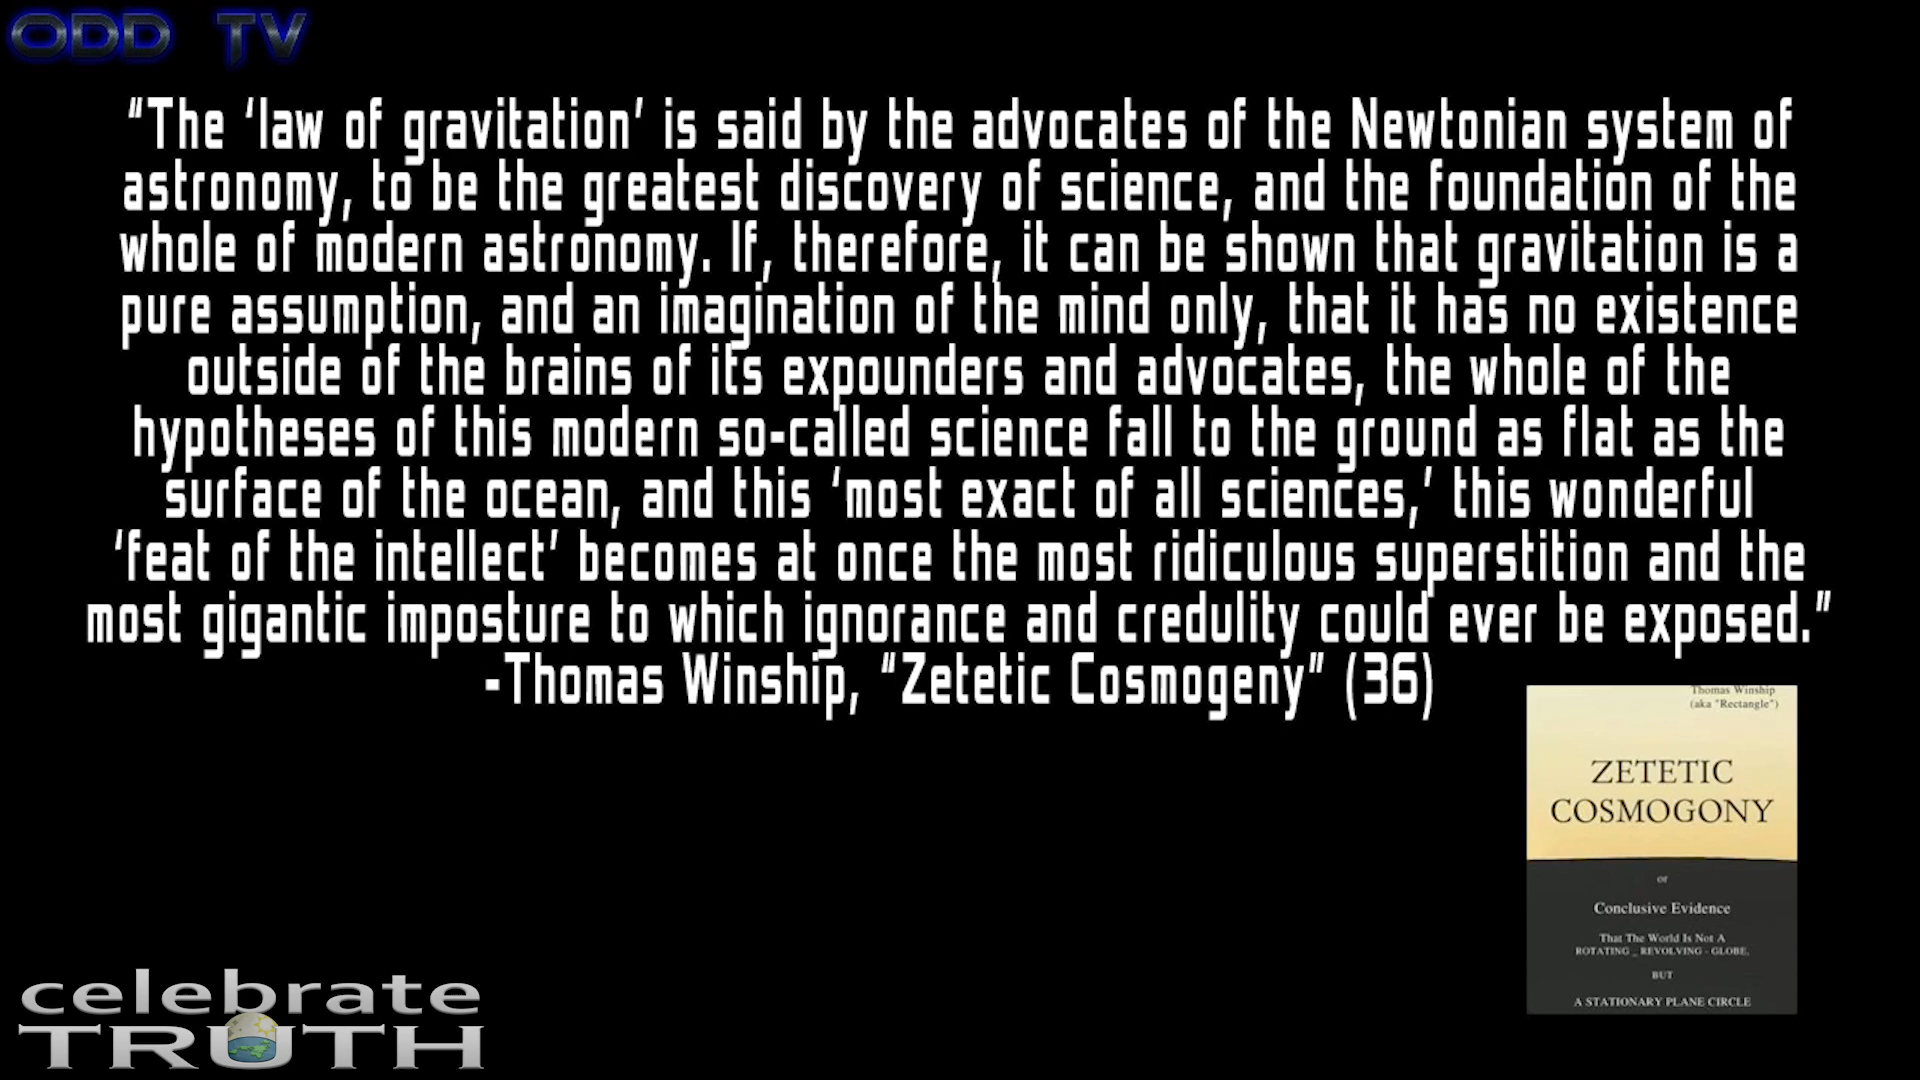 ODD TV
“The ‘law of gravitation’ is said by the advocates of the Newtonian system of
astronomy, to be the greatest discovery of science, and the foundation of the
whole of modern astronomy. If, therefore, it can be shown that gravitation is a
pure assumption, and an imagination of the mind only, that it has no existence
outside of the brains of its expounders and advocates, the whole of the
hypotheses of this modern so-called science fall to the ground as flat as the
surface of the ocean, and this ‘most exact of all sciences,’ this wonderful
‘feat of the intellect’ becomes at once the most ridiculous superstition and the
most gigantic imposture to which ignorance and credulity could ever be exposed.”
-Thomas Winship, “Zetetic Cosmogeny” (36)
Thomas Winship
(aka "Rectangle")
ZETETIC
COSMOGONY
or
Conclusive Evidence
That The World Is Not A
ROTATING _ REVOLVING - GLOBE,
BUT
A STATIONARY PLANE CIRCLE
celebrate
TRUTH